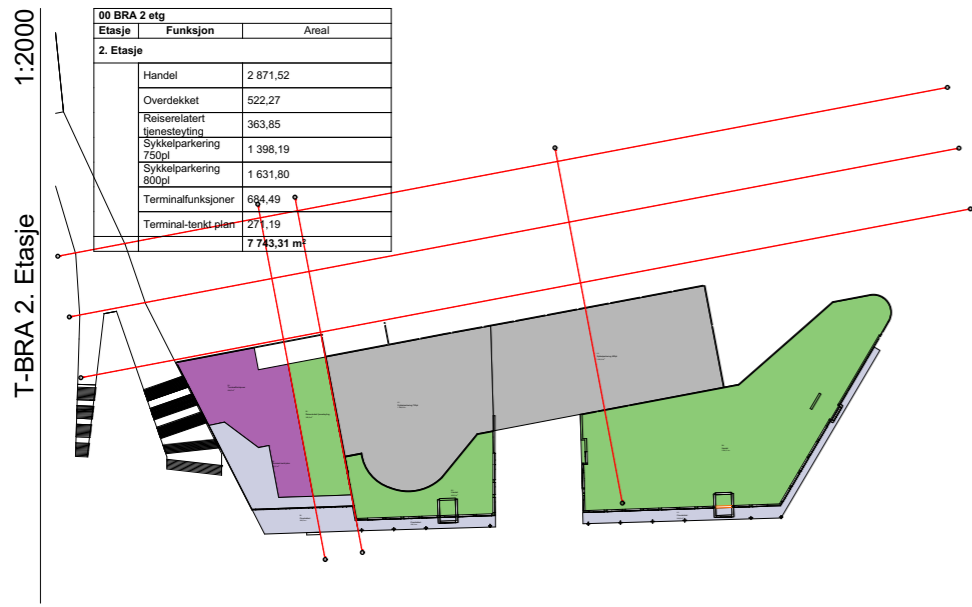 T-BRA 2. Etasje 1:2000
00 BRA 2 etg
Etasje Funksjon Areal
2. Etasje
Handel 2 871,52
Overdekket 522,27
Reiserelatert
tjenesteyting 363,85
Sykkelparkering
750pl 1 398,19
Sykkelparkering
800pl 1 631,80
Terminalfunksjoner 684,49
Terminal-tenkt plan 271,19
7 743,31 m²